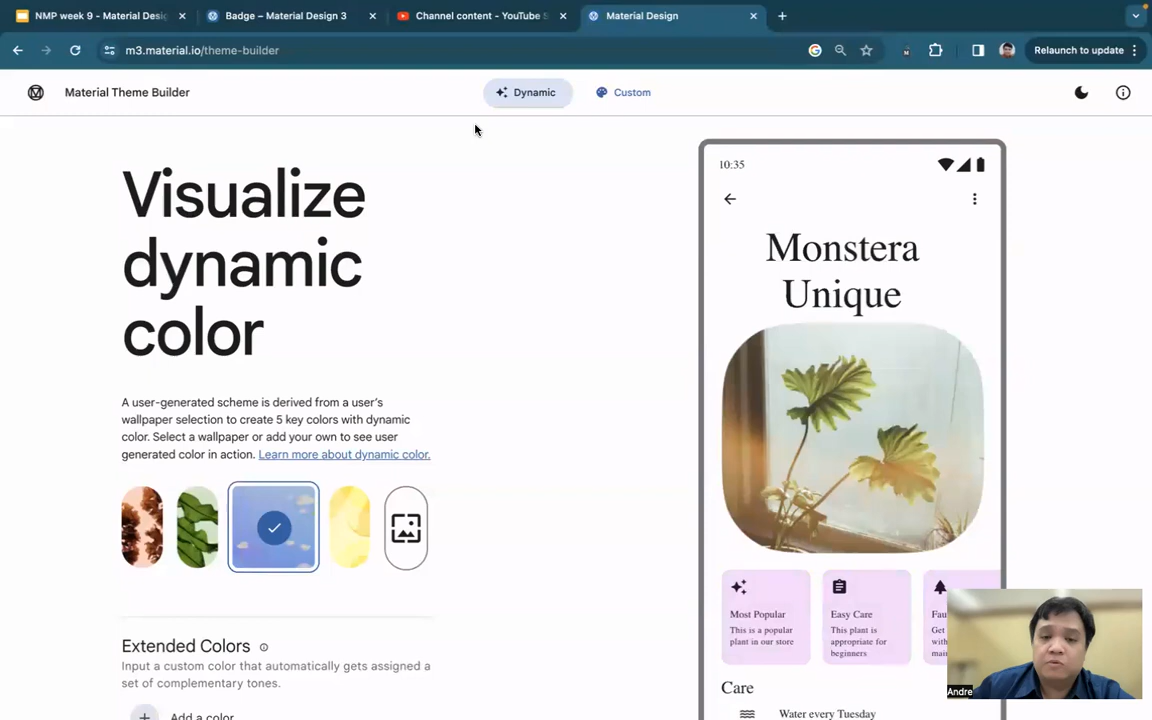 NMP week 9 - Material Desi
Badge – Material Design 3
Channel content - YouTube S
Material Design
m3.material.io/theme-builder
Relaunch to update
Material Theme Builder
Dynamic
Custom
Visualize
dynamic
color
A user-generated scheme is derived from a user's
wallpaper selection to create 5 key colors with dynamic
color. Select a wallpaper or add your own to see user
generated color in action. Learn more about dynamic color.
Extended Colors
Input a custom color that automatically gets assigned a
set of complementary tones.
Add a color
10:35
Monstera
Unique
Most Popular
This is a popular
plant in our store
Easy Care
This plant is
appropriate for
beginners
Fau
Get
with
mai
Care
Water every Tuesday
Andre